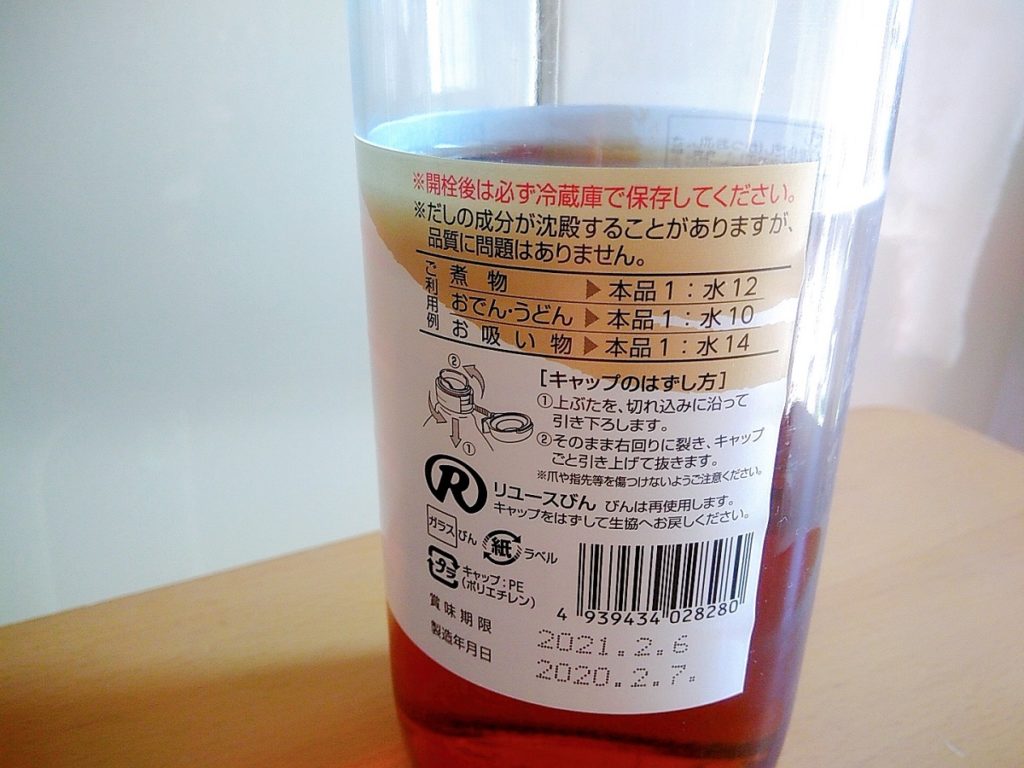 ※開栓後は必ず冷蔵庫で保存してください。
※だしの成分が沈殿することがありますが、
品質に問題はありません。
ご利用例
煮物 ▶ 本品1：水12
おでん・うどん ▶ 本品1：水10
お吸い物 ▶ 本品1：水14
[キャップのはずし方]
①上ぶたを、切れ込みに沿って
引き下ろします。
②そのまま右回りに裂き、キャップ
ごと引き上げて抜きます。
※爪や指先等を傷つけないようご注意ください。
②
①
R
リユースびん びんは再使用します。
キャップをはずして生協へお戻しください。
ガラス びん
紙 ラベル
プラ キャップ：PE
(ポリエチレン)
4 939434 028280
賞味期限 2021.2.6
製造年月日 2020.2.7.